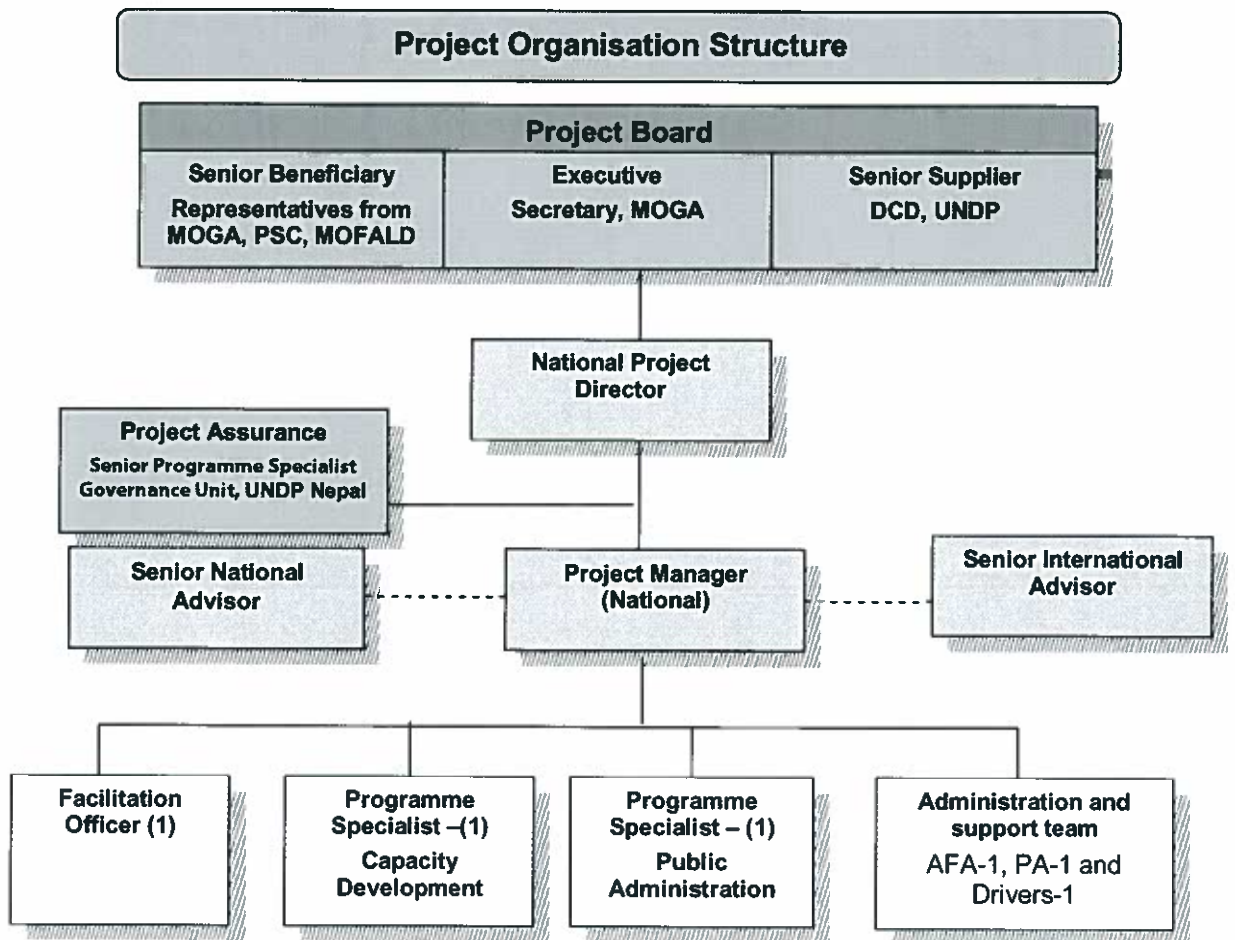 Project Organisation Structure
Project Board
Senior Beneficiary
Representatives from
MOGA, PSC, MOFALD
Executive
Secretary, MOGA
Senior Supplier
DCD, UNDP
National Project
Director
Project Assurance
Senior Programme Specialist
Governance Unit, UNDP Nepal
Senior National
Advisor
Project Manager
(National)
Senior International
Advisor
Facilitation
Officer (1)
Programme
Specialist –(1)
Capacity
Development
Programme
Specialist – (1)
Public
Administration
Administration and
support team
AFA-1, PA-1 and
Drivers-1